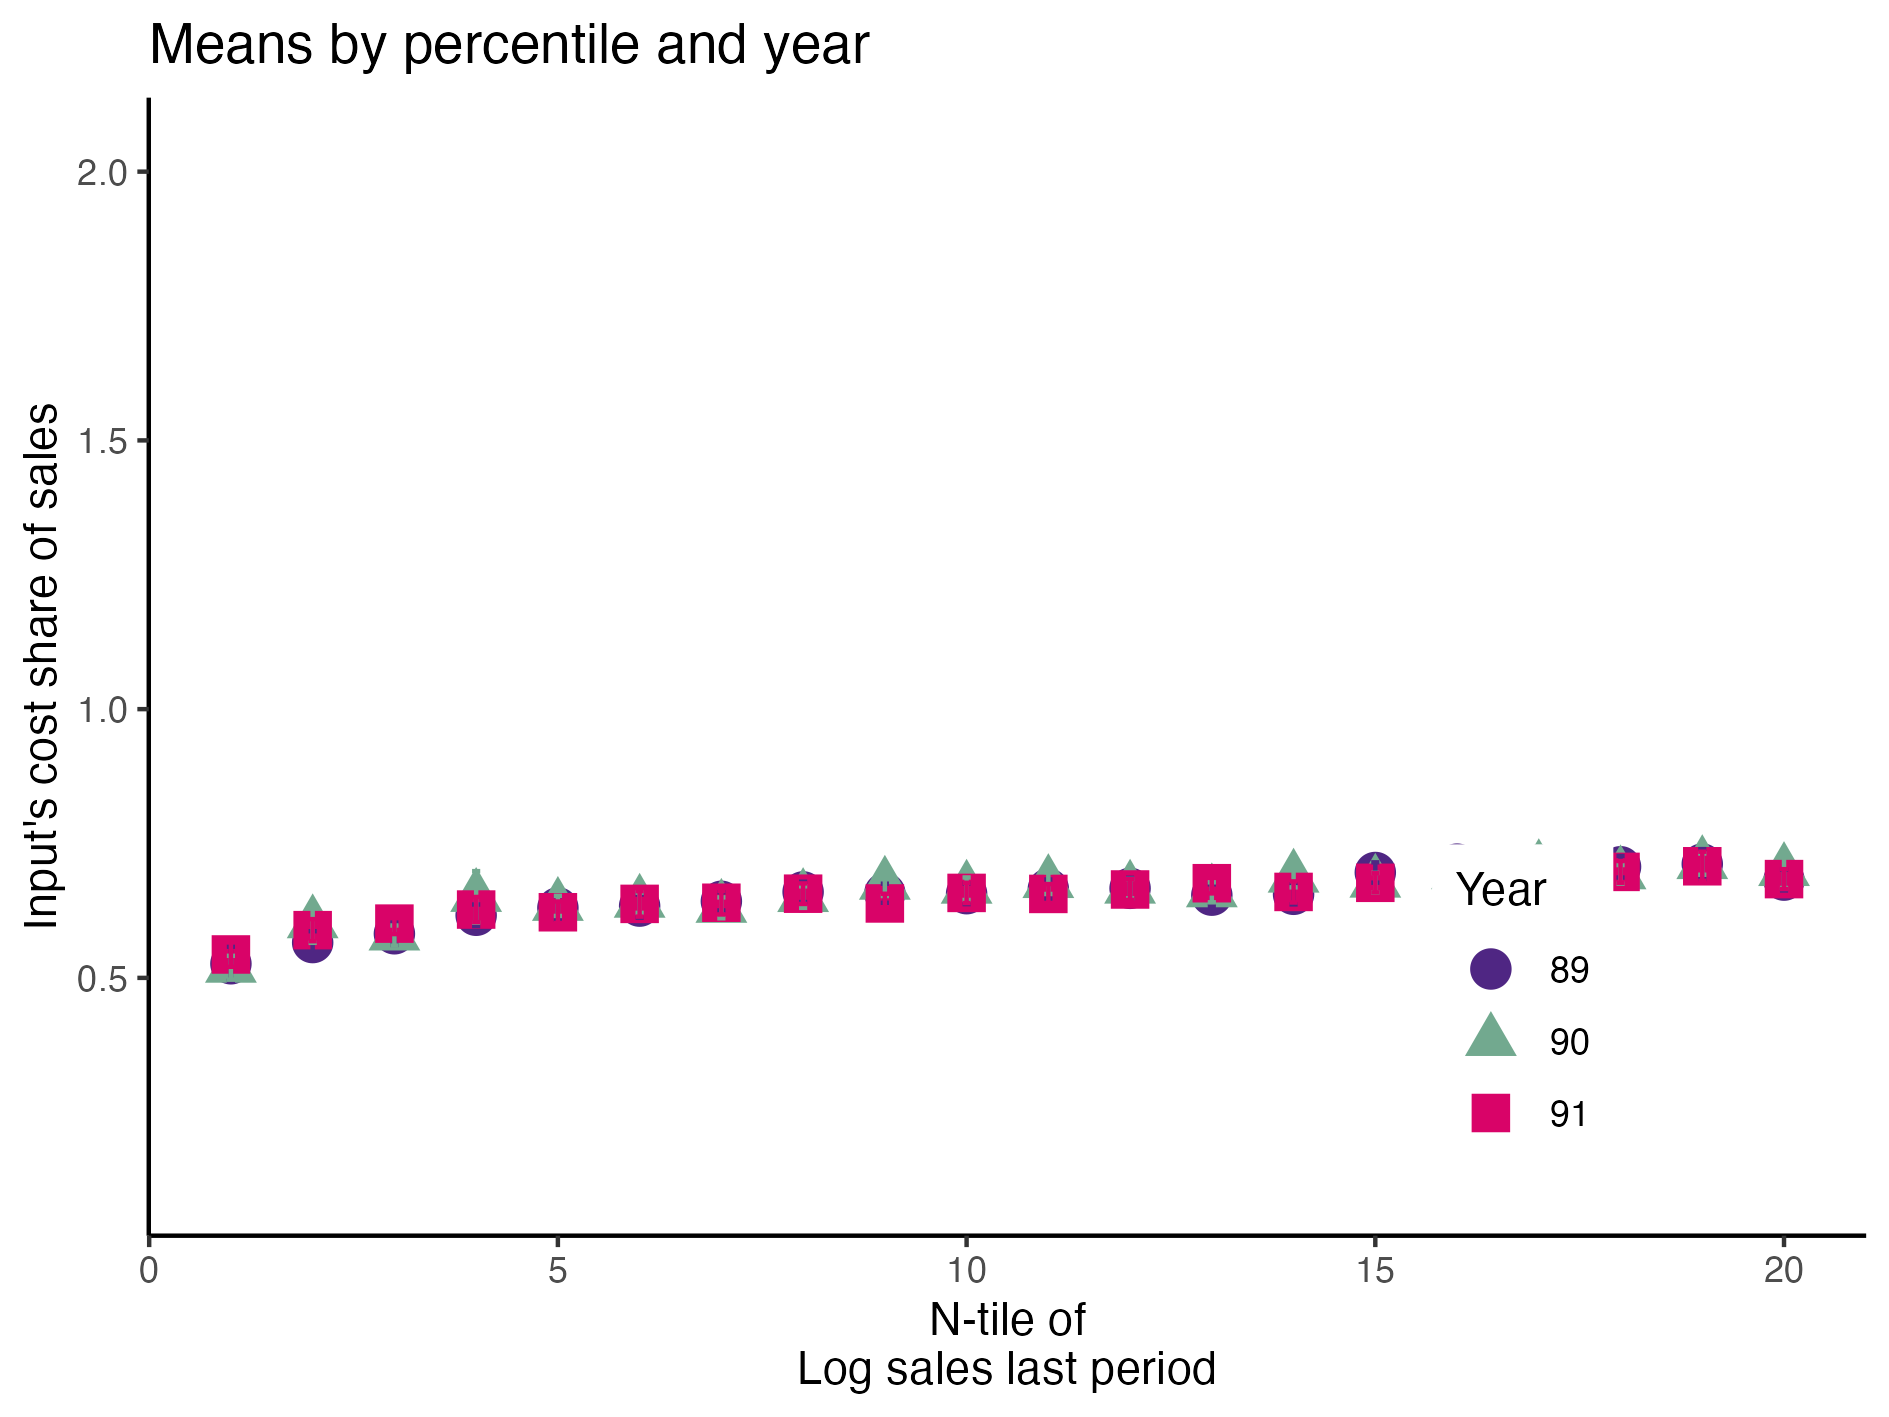 Means by percentile and year
Input's cost share of sales
2.0
1.5
1.0
0.5
0
5
10
15
20
N-tile of
Log sales last period
Year
89
90
91